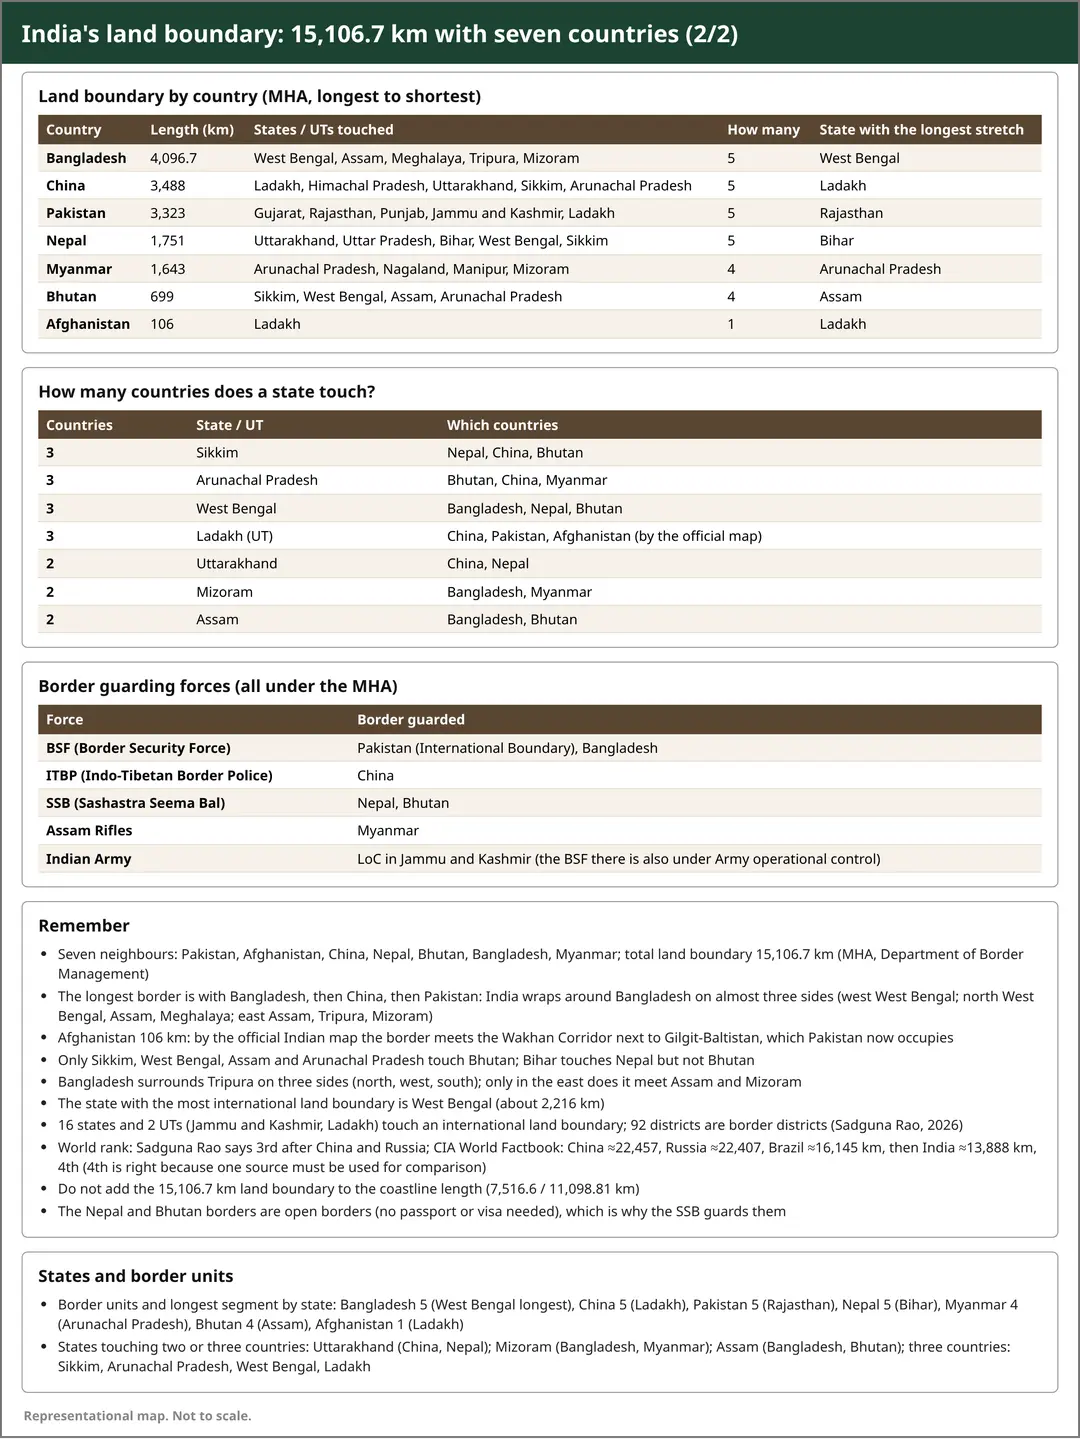 India's land boundary: 15,106.7 km with seven countries (2/2)
Land boundary by country (MHA, longest to shortest)
Country Length (km) States / UTs touched How many State with the longest stretch
Bangladesh 4,096.7 West Bengal, Assam, Meghalaya, Tripura, Mizoram 5 West Bengal
China 3,488 Ladakh, Himachal Pradesh, Uttarakhand, Sikkim, Arunachal Pradesh 5 Ladakh
Pakistan 3,323 Gujarat, Rajasthan, Punjab, Jammu and Kashmir, Ladakh 5 Rajasthan
Nepal 1,751 Uttarakhand, Uttar Pradesh, Bihar, West Bengal, Sikkim 5 Bihar
Myanmar 1,643 Arunachal Pradesh, Nagaland, Manipur, Mizoram 4 Arunachal Pradesh
Bhutan 699 Sikkim, West Bengal, Assam, Arunachal Pradesh 4 Assam
Afghanistan 106 Ladakh 1 Ladakh
How many countries does a state touch?
Countries State / UT Which countries
3 Sikkim Nepal, China, Bhutan
3 Arunachal Pradesh Bhutan, China, Myanmar
3 West Bengal Bangladesh, Nepal, Bhutan
3 Ladakh (UT) China, Pakistan, Afghanistan (by the official map)
2 Uttarakhand China, Nepal
2 Mizoram Bangladesh, Myanmar
2 Assam Bangladesh, Bhutan
Border guarding forces (all under the MHA)
Force Border guarded
BSF (Border Security Force) Pakistan (International Boundary), Bangladesh
ITBP (Indo-Tibetan Border Police) China
SSB (Sashastra Seema Bal) Nepal, Bhutan
Assam Rifles Myanmar
Indian Army LoC in Jammu and Kashmir (the BSF there is also under Army operational control)
Remember
• Seven neighbours: Pakistan, Afghanistan, China, Nepal, Bhutan, Bangladesh, Myanmar; total land boundary 15,106.7 km (MHA, Department of Border
Management)
• The longest border is with Bangladesh, then China, then Pakistan: India wraps around Bangladesh on almost three sides (west West Bengal; north West
Bengal, Assam, Meghalaya; east Assam, Tripura, Mizoram)
• Afghanistan 106 km: by the official Indian map the border meets the Wakhan Corridor next to Gilgit-Baltistan, which Pakistan now occupies
• Only Sikkim, West Bengal, Assam and Arunachal Pradesh touch Bhutan; Bihar touches Nepal but not Bhutan
• Bangladesh surrounds Tripura on three sides (north, west, south); only in the east does it meet Assam and Mizoram
• The state with the most international land boundary is West Bengal (about 2,216 km)
• 16 states and 2 UTs (Jammu and Kashmir, Ladakh) touch an international land boundary; 92 districts are border districts (Sadguna Rao, 2026)
• World rank: Sadguna Rao says 3rd after China and Russia; CIA World Factbook: China ≈22,457, Russia ≈22,407, Brazil ≈16,145 km, then India ≈13,888 km,
4th (4th is right because one source must be used for comparison)
• Do not add the 15,106.7 km land boundary to the coastline length (7,516.6 / 11,098.81 km)
• The Nepal and Bhutan borders are open borders (no passport or visa needed), which is why the SSB guards them
States and border units
• Border units and longest segment by state: Bangladesh 5 (West Bengal longest), China 5 (Ladakh), Pakistan 5 (Rajasthan), Nepal 5 (Bihar), Myanmar 4
(Arunachal Pradesh), Bhutan 4 (Assam), Afghanistan 1 (Ladakh)
• States touching two or three countries: Uttarakhand (China, Nepal); Mizoram (Bangladesh, Myanmar); Assam (Bangladesh, Bhutan); three countries:
Sikkim, Arunachal Pradesh, West Bengal, Ladakh
Representational map. Not to scale.